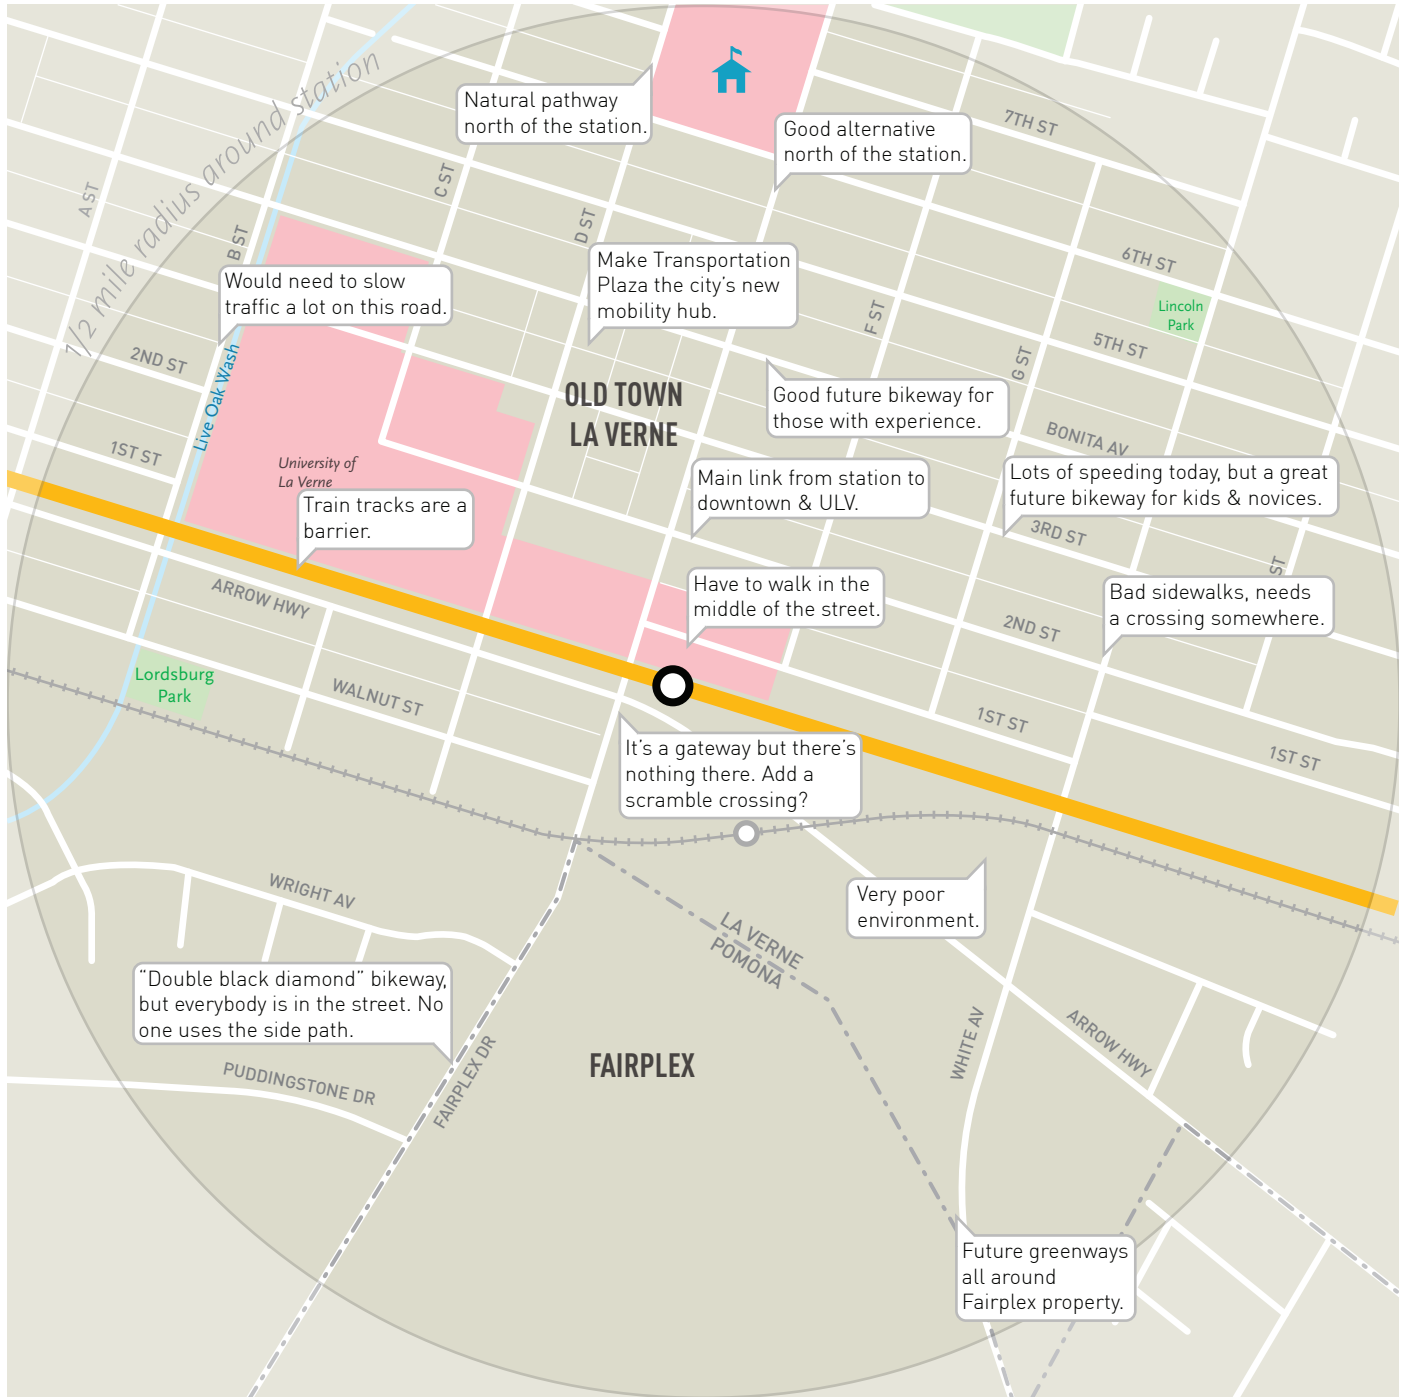 1/2 mile radius around station
Natural pathway
north of the station.
Good alternative
north of the station.
7TH ST
A ST
B ST
C ST
D ST
6TH ST
Would need to slow
traffic a lot on this road.
Make Transportation
Plaza the city's new
mobility hub.
F ST
Lincoln
Park
5TH ST
G ST
2ND ST
Live Oak Wash
OLD TOWN
LA VERNE
Good future bikeway for
those with experience.
BONITA AV
1ST ST
University of
La Verne
Train tracks are a
barrier.
Main link from station to
downtown & ULV.
Lots of speeding today, but a great
future bikeway for kids & novices.
3RD ST
ST
ARROW HWY
Have to walk in the
middle of the street.
Bad sidewalks, needs
a crossing somewhere.
2ND ST
Lordsburg
Park
WALNUT ST
1ST ST
1ST ST
It's a gateway but there's
nothing there. Add a
scramble crossing?
WRIGHT AV
Very poor
environment.
LA VERNE
POMONA
"Double black diamond" bikeway,
but everybody is in the street. No
one uses the side path.
PUDDINGSTONE DR
FAIRPLEX DR
FAIRPLEX
WHITE AV
ARROW HWY
Future greenways
all around
Fairplex property.